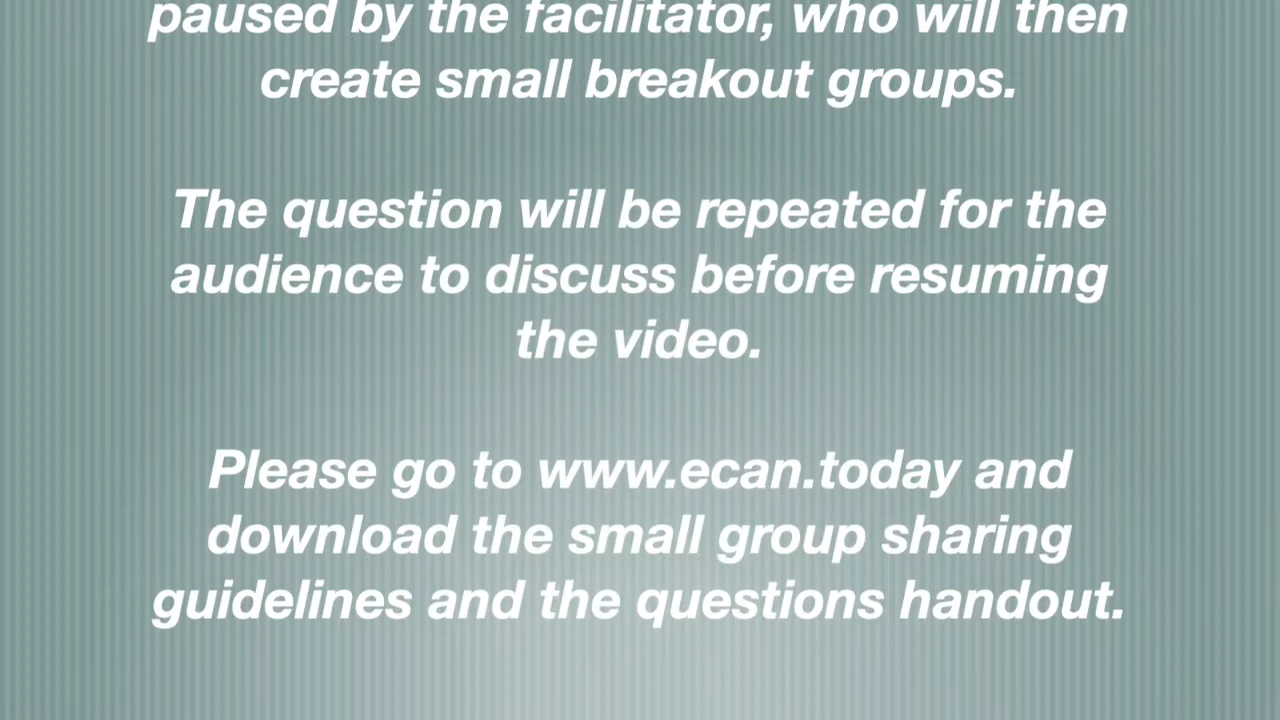 paused by the facilitator, who will then
create small breakout groups.
The question will be repeated for the
audience to discuss before resuming
the video.
Please go to www.ecan.today and
download the small group sharing
guidelines and the questions handout.